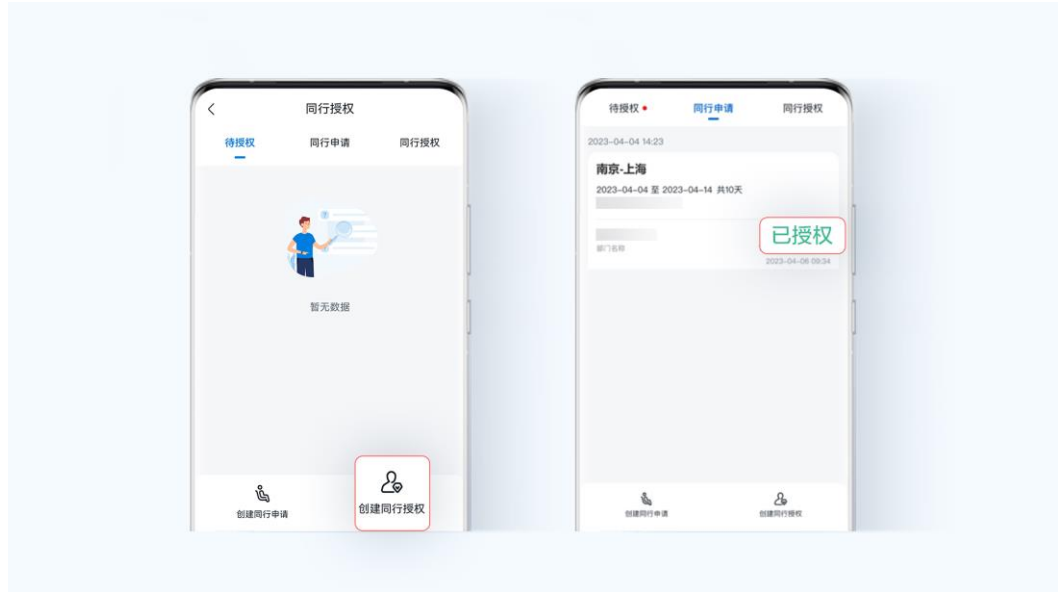 同行授权
待授权 同行申请 同行授权
暂无数据
创建同行申请 创建同行授权
待授权 同行申请 同行授权
2023-04-04 14:23
南京-上海
2023-04-04 至 2023-04-14 共10天
已授权
部门名称
2023-04-06 09:34
创建同行申请 创建同行授权